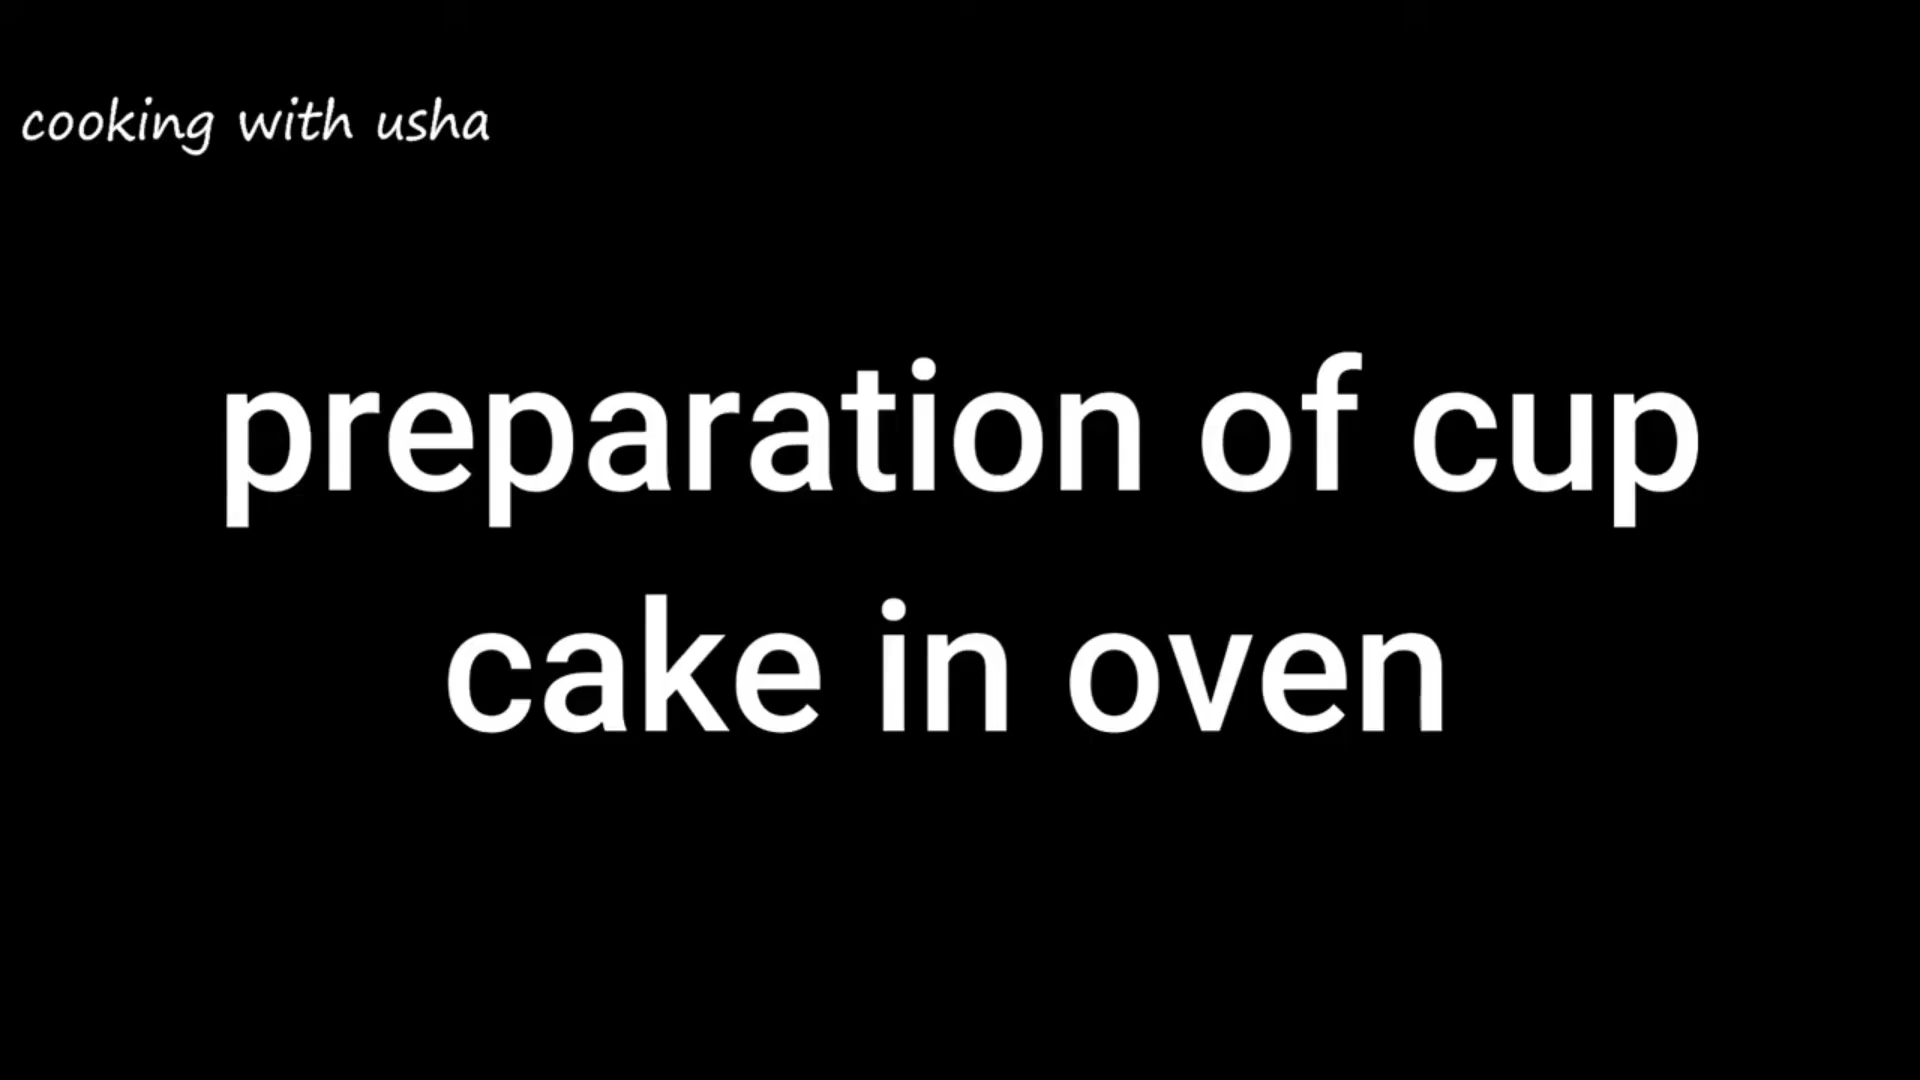 cooking with usha
preparation of cup
cake in oven